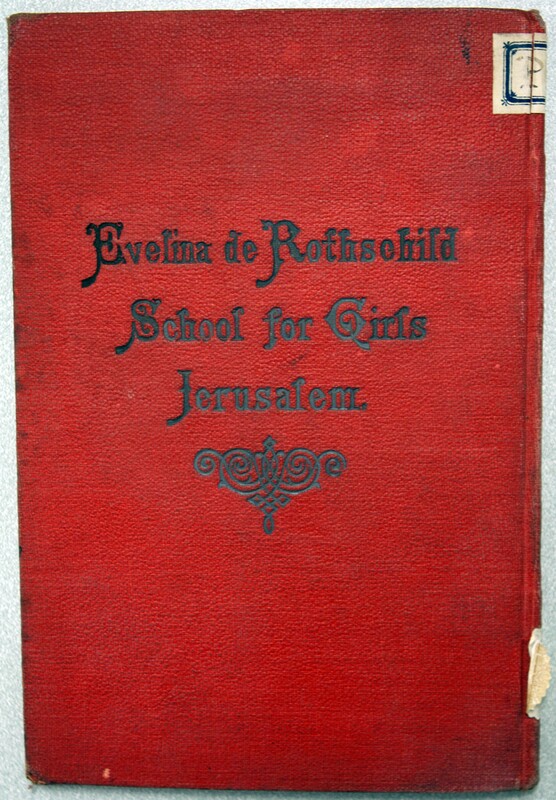 Evelina de Rothschild
School for Girls
Jerusalem.